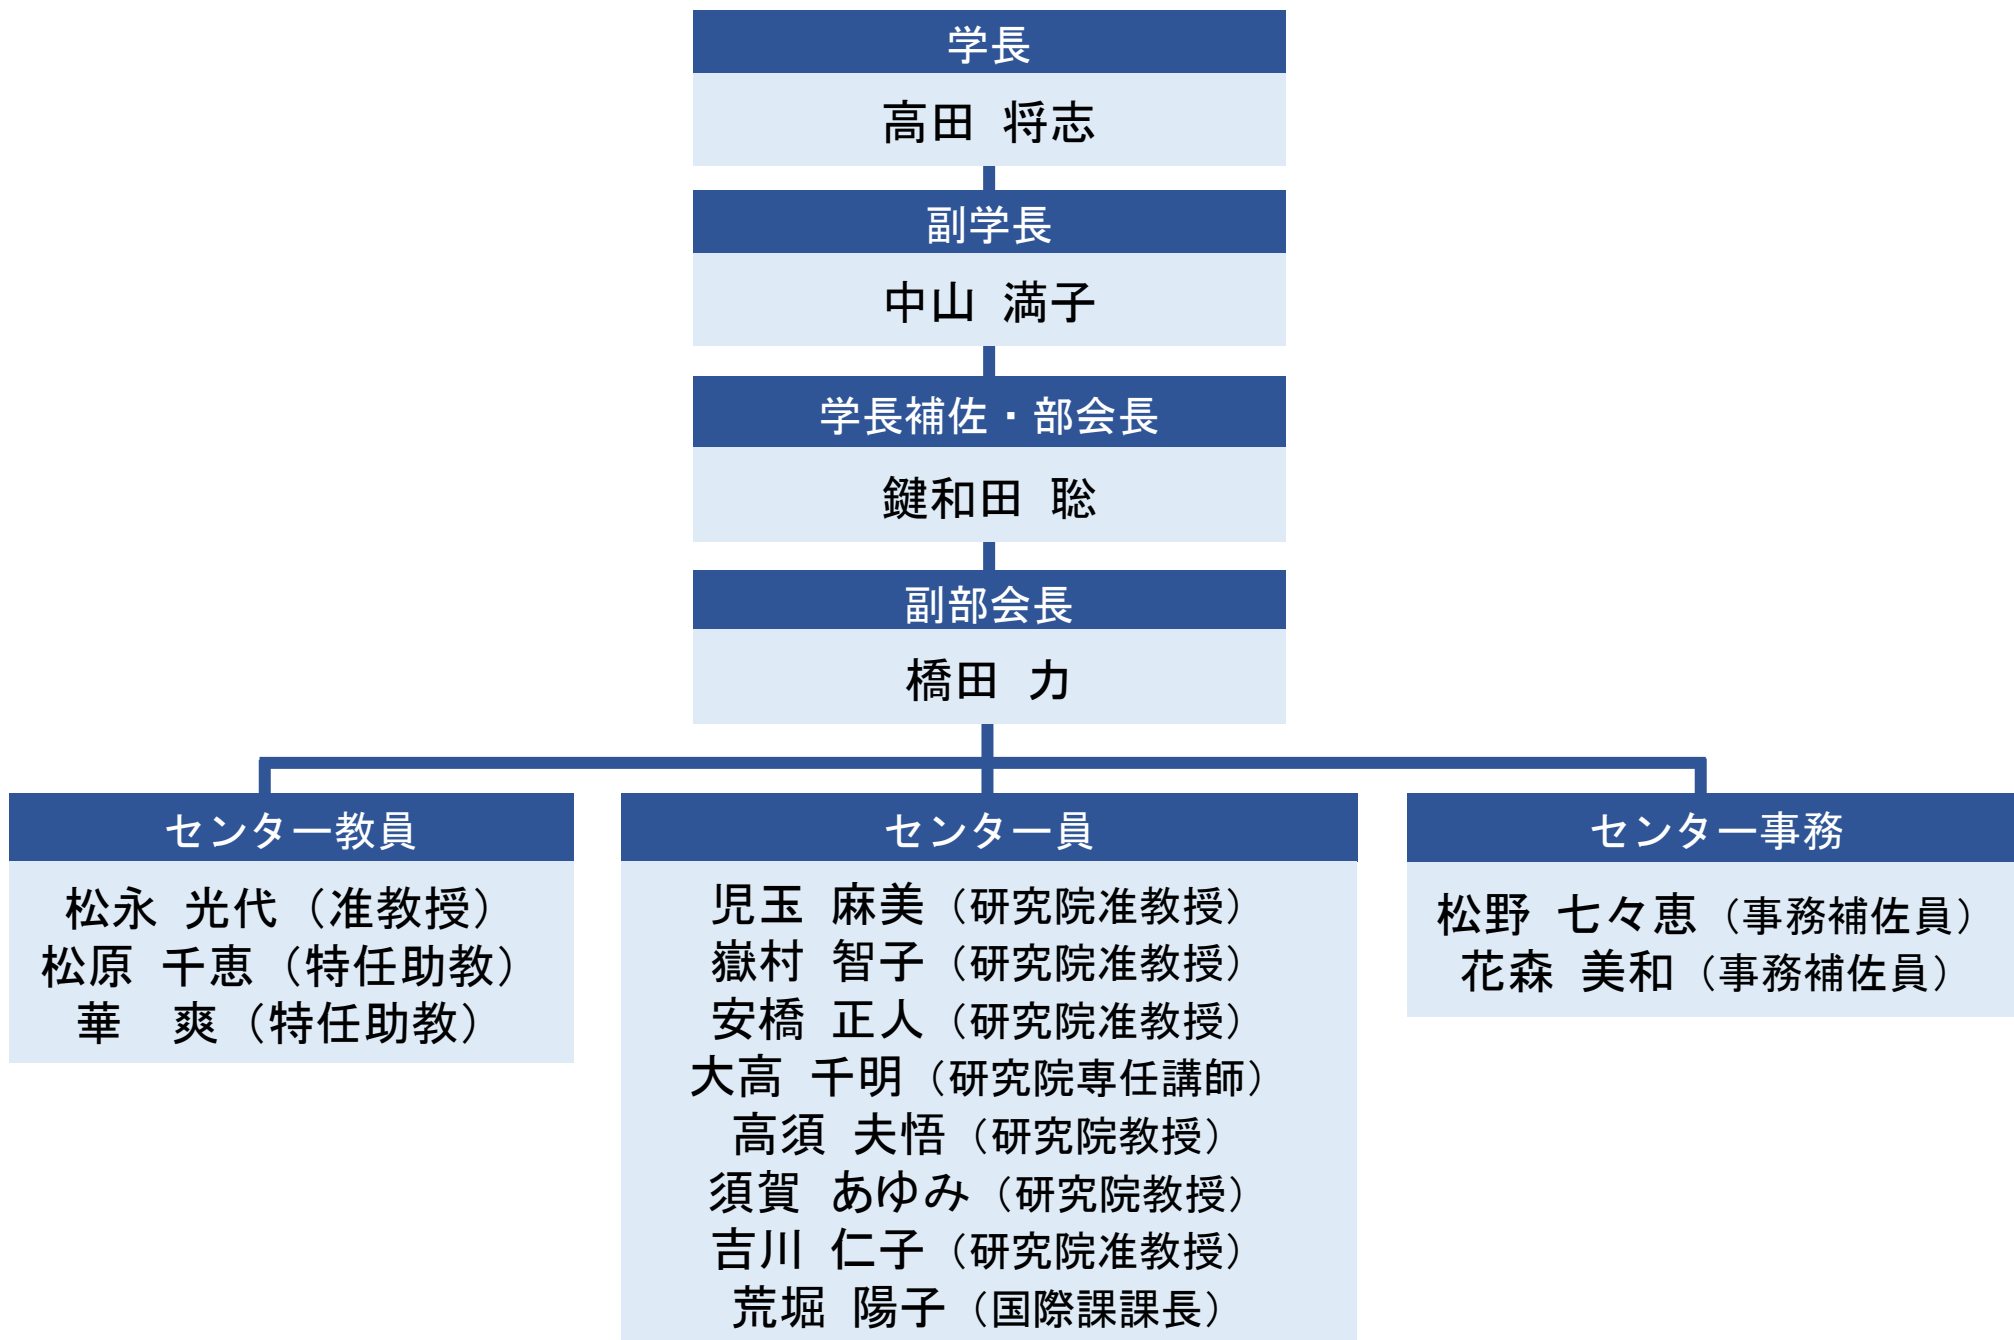 学長
高田 将志
副学長
中山 満子
学長補佐・部会長
鍵和田 聡
副部会長
橋田 力
センター教員
松永 光代（准教授）
松原 千恵（特任助教）
華 爽（特任助教）
センター員
児玉 麻美（研究院准教授）
嶽村 智子（研究院准教授）
安橋 正人（研究院准教授）
大高 千明（研究院専任講師）
高須 夫悟（研究院教授）
須賀 あゆみ（研究院教授）
吉川 仁子（研究院准教授）
荒堀 陽子（国際課課長）
センター事務
松野 七々恵（事務補佐員）
花森 美和（事務補佐員）